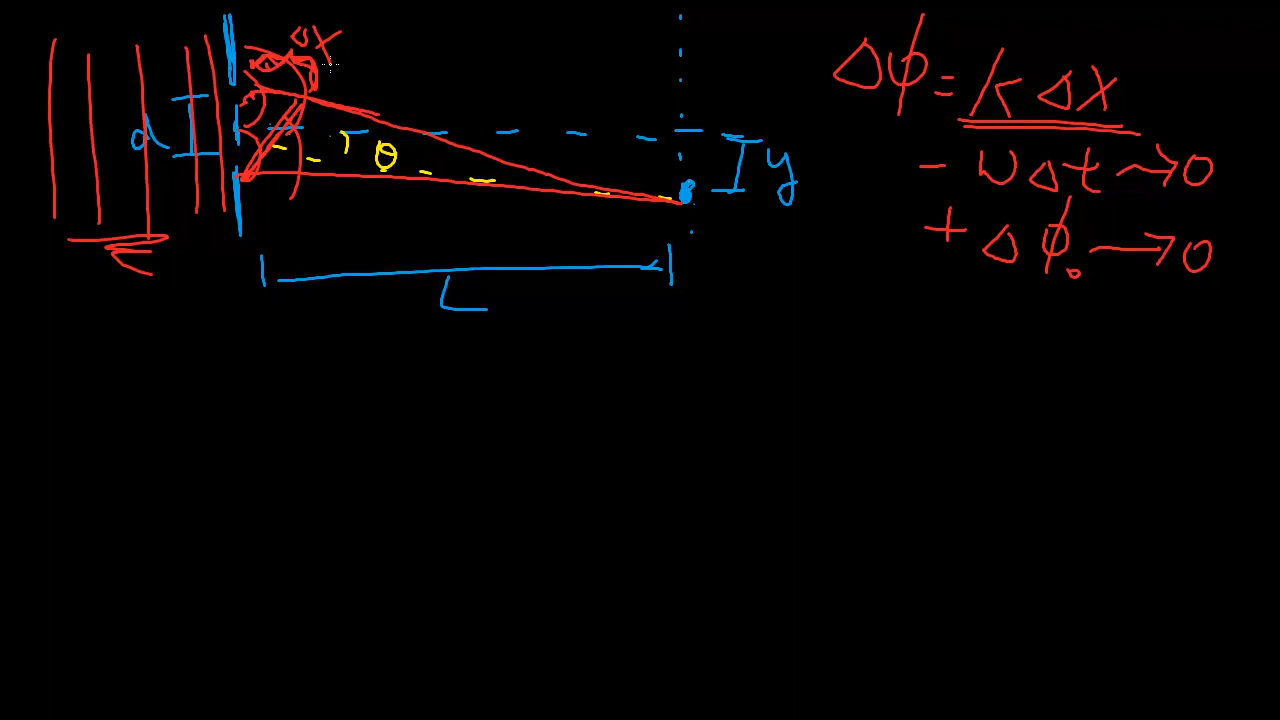 Δx
d
θ
y
L
Δϕ = kΔx
- ωΔt → 0
+ Δϕ₀ → 0